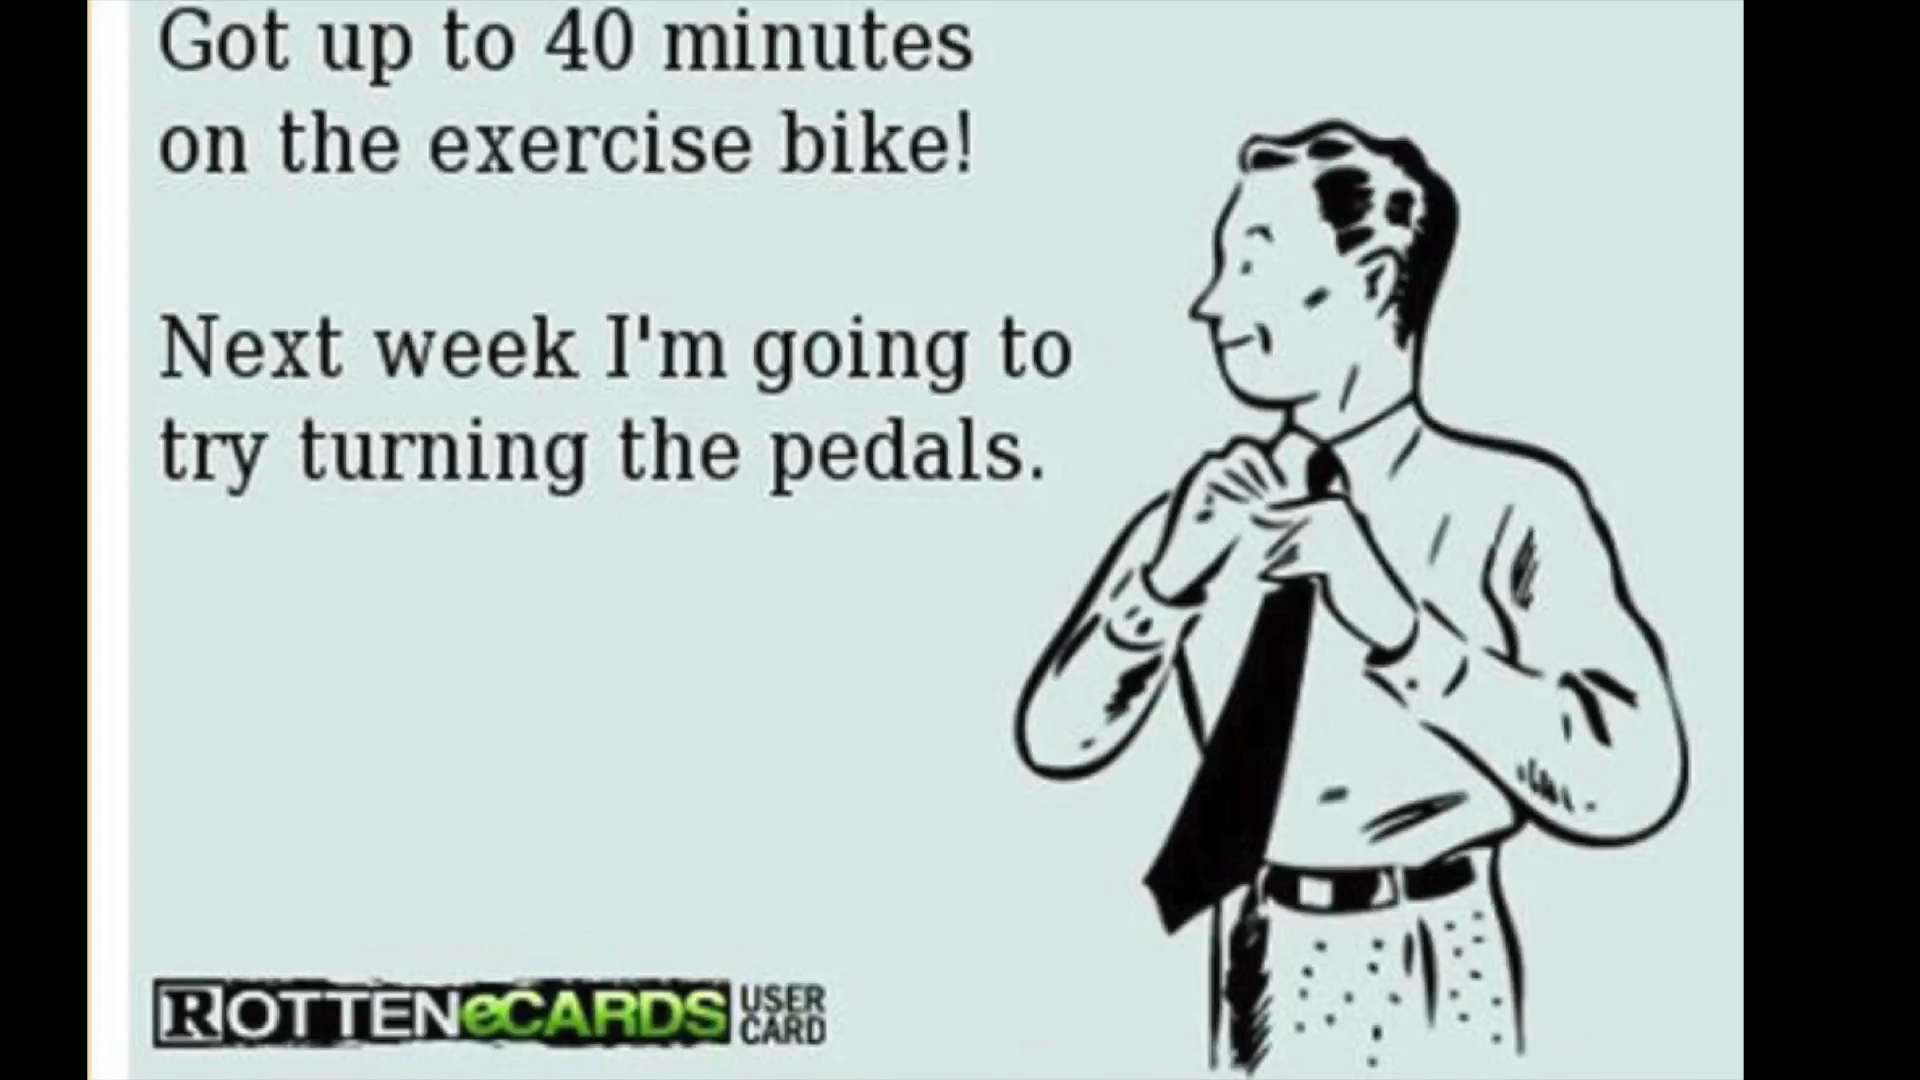 Got up to 40 minutes
on the exercise bike!
Next week I'm going to
try turning the pedals.
ROTTENeCARDS USER
CARD